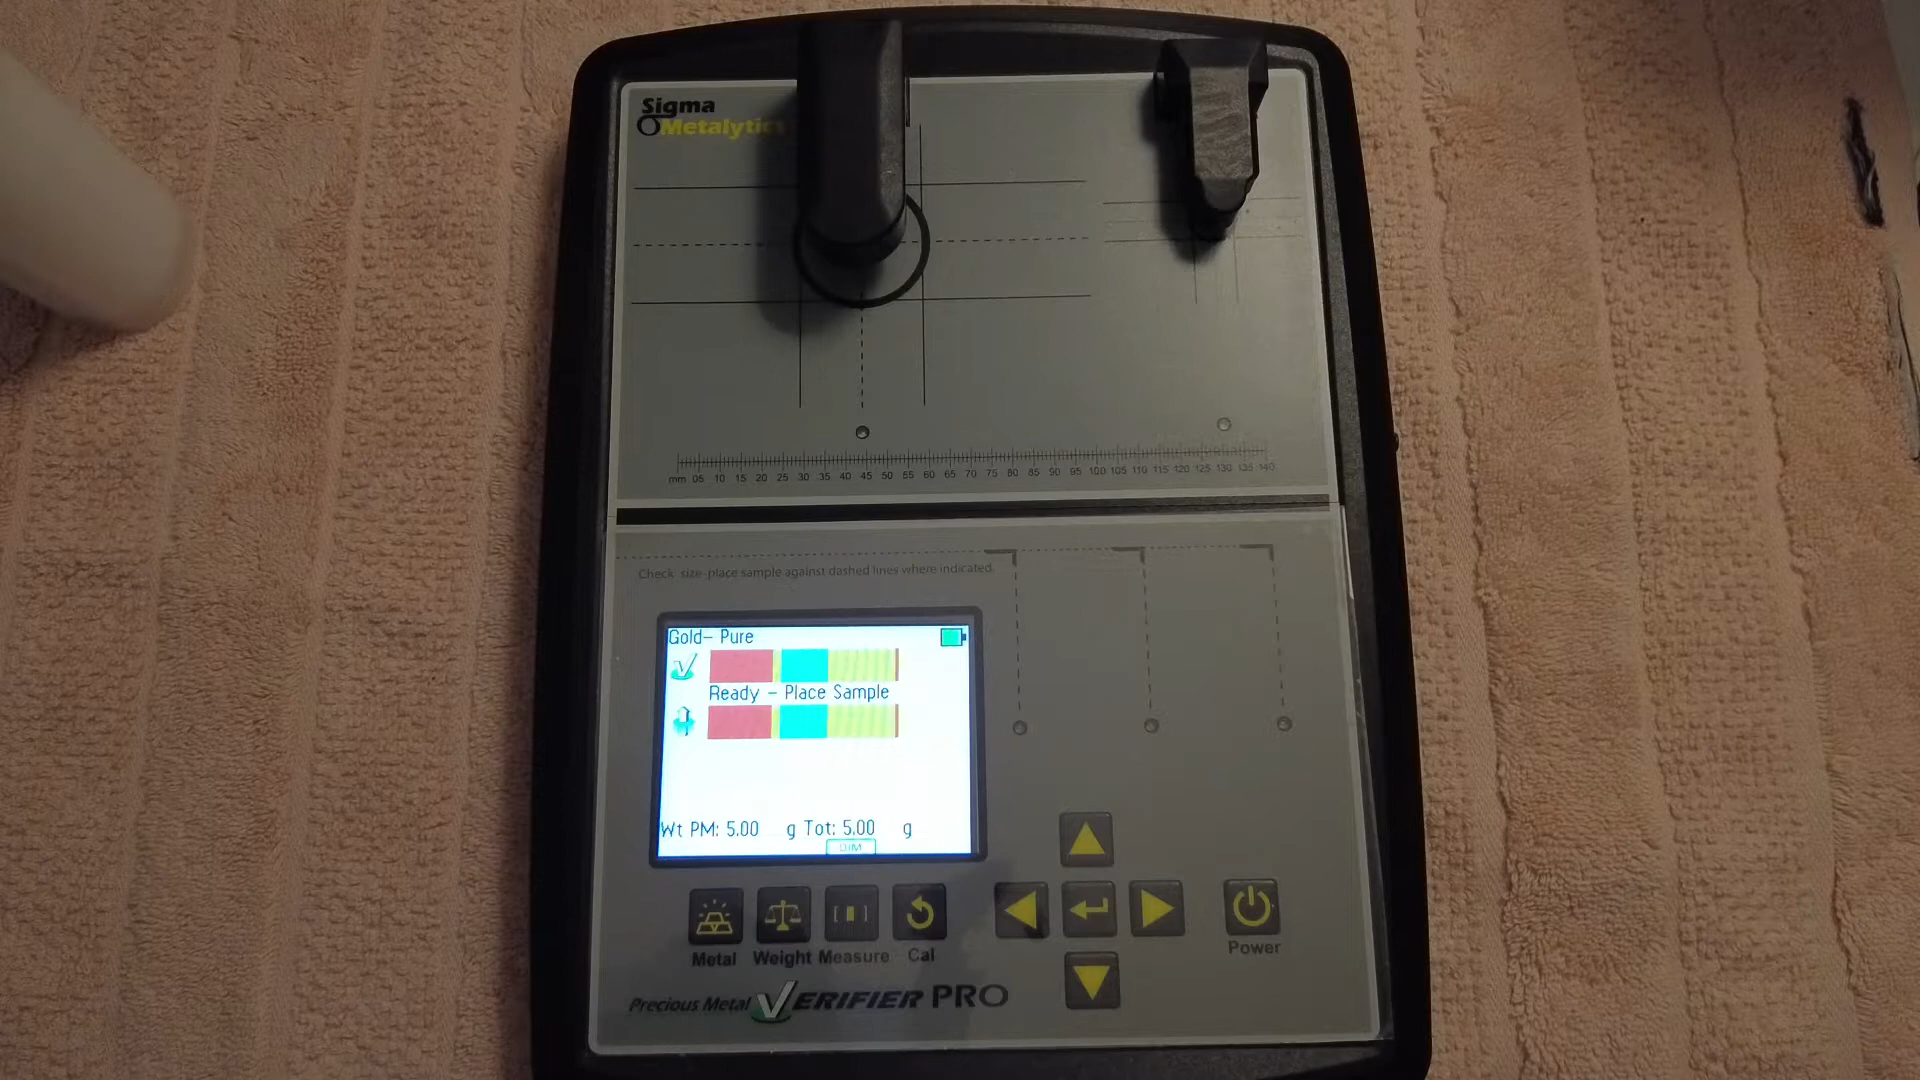 Sigma
Metalytics
mm 05 10 15 20 25 30 35 40 45 50 55 60 65 70 75 80 85 90 95 100 105 110 115 120 125 130 135 140
Check size-place sample against dashed lines where indicated.
Gold- Pure
Ready - Place Sample
Wt PM: 5.00 g Tot: 5.00 g
DIM
Metal Weight Measure Cal
Power
Precious Metal VERIFIER PRO